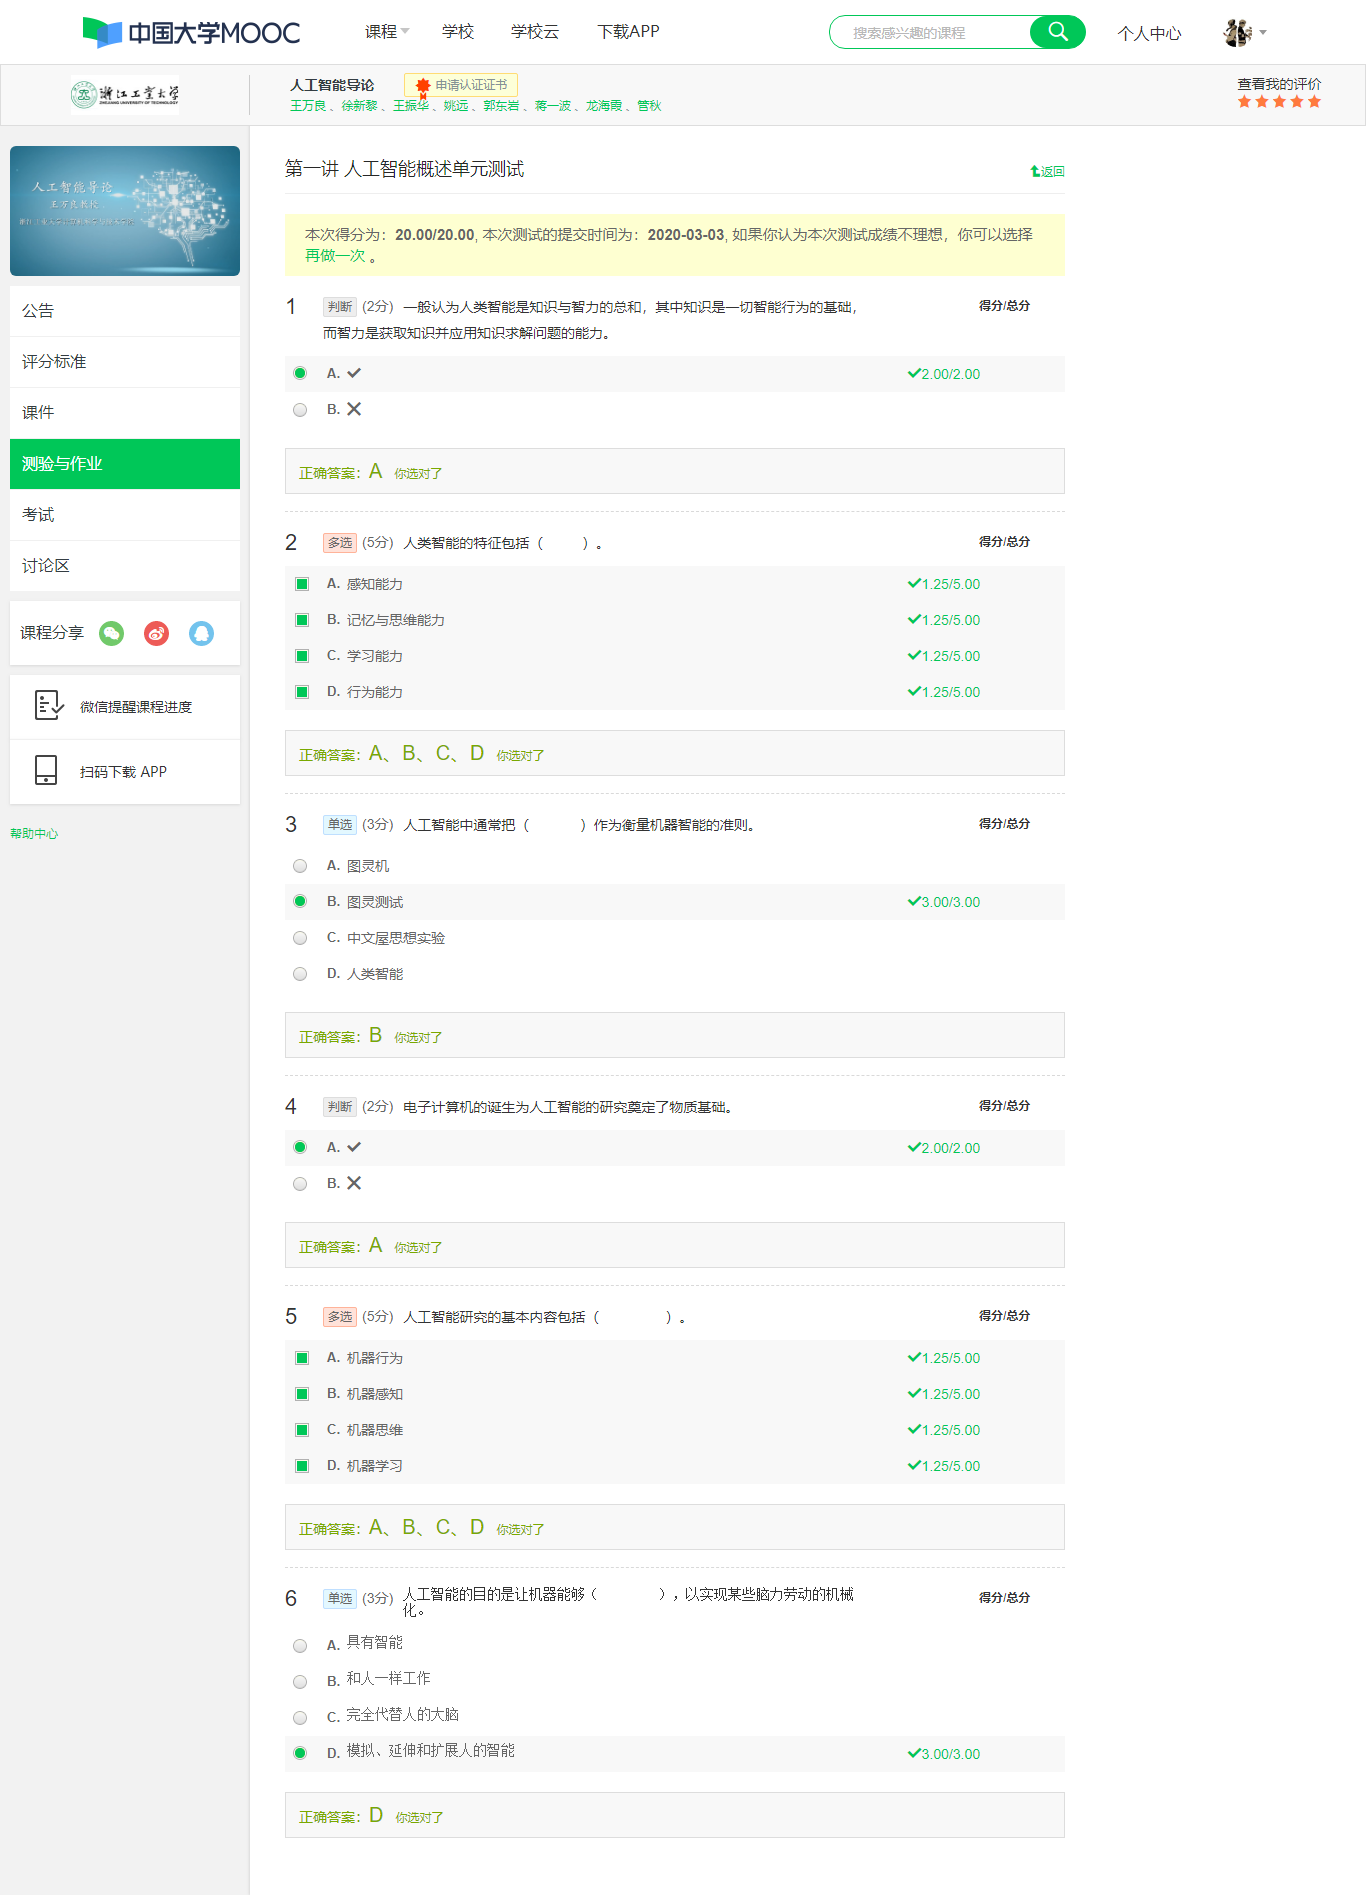 中国大学MOOC
课程
学校
学校云
下载APP
搜索感兴趣的课程
个人中心
浙江工业大学
ZHEJIANG UNIVERSITY OF TECHNOLOGY
人工智能导论
申请认证证书
王万良、徐新黎、王振华、姚远、郭东岩、蒋一波、龙海霞、管秋
查看我的评价
人工智能导论
王万良教授
公告
评分标准
课件
测验与作业
考试
讨论区
课程分享
微信提醒课程进度
扫码下载 APP
帮助中心
第一讲 人工智能概述单元测试
返回
本次得分为：20.00/20.00, 本次测试的提交时间为：2020-03-03, 如果你认为本次测试成绩不理想，你可以选择
再做一次 。
1 判断 (2分) 一般认为人类智能是知识与智力的总和，其中知识是一切智能行为的基础，
而智力是获取知识并应用知识求解问题的能力。
得分/总分
A. ✔ 2.00/2.00
B. ✕
正确答案：A 你选对了
2 多选 (5分) 人类智能的特征包括（ ）。
得分/总分
A. 感知能力 1.25/5.00
B. 记忆与思维能力 1.25/5.00
C. 学习能力 1.25/5.00
D. 行为能力 1.25/5.00
正确答案：A、B、C、D 你选对了
3 单选 (3分) 人工智能中通常把（ ）作为衡量机器智能的准则。
得分/总分
A. 图灵机
B. 图灵测试 3.00/3.00
C. 中文屋思想实验
D. 人类智能
正确答案：B 你选对了
4 判断 (2分) 电子计算机的诞生为人工智能的研究奠定了物质基础。
得分/总分
A. ✔ 2.00/2.00
B. ✕
正确答案：A 你选对了
5 多选 (5分) 人工智能研究的基本内容包括（ ）。
得分/总分
A. 机器行为 1.25/5.00
B. 机器感知 1.25/5.00
C. 机器思维 1.25/5.00
D. 机器学习 1.25/5.00
正确答案：A、B、C、D 你选对了
6 单选 (3分) 人工智能的目的是让机器能够（ ），以实现某些脑力劳动的机械
化。
得分/总分
A. 具有智能
B. 和人一样工作
C. 完全代替人的大脑
D. 模拟、延伸和扩展人的智能 3.00/3.00
正确答案：D 你选对了